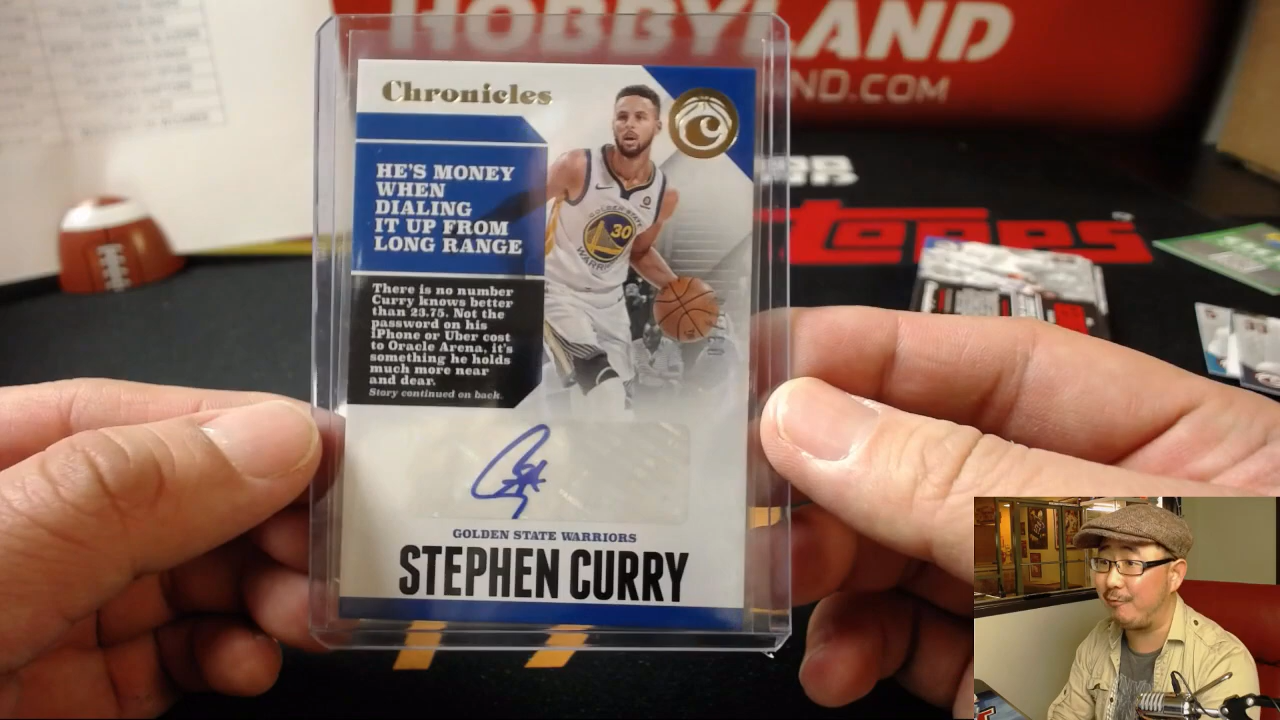 HOBBYLAND
ND.COM
Chronicles
HE'S MONEY
WHEN
DIALING
IT UP FROM
LONG RANGE
There is no number
Curry knows better
than 23.75. Not the
password on his
iPhone or Uber cost
to Oracle Arena, it's
something he holds
much more near
and dear.
Story continued on back.
GOLDEN STATE
30
WARRI
topps
GOLDEN STATE WARRIORS
STEPHEN CURRY